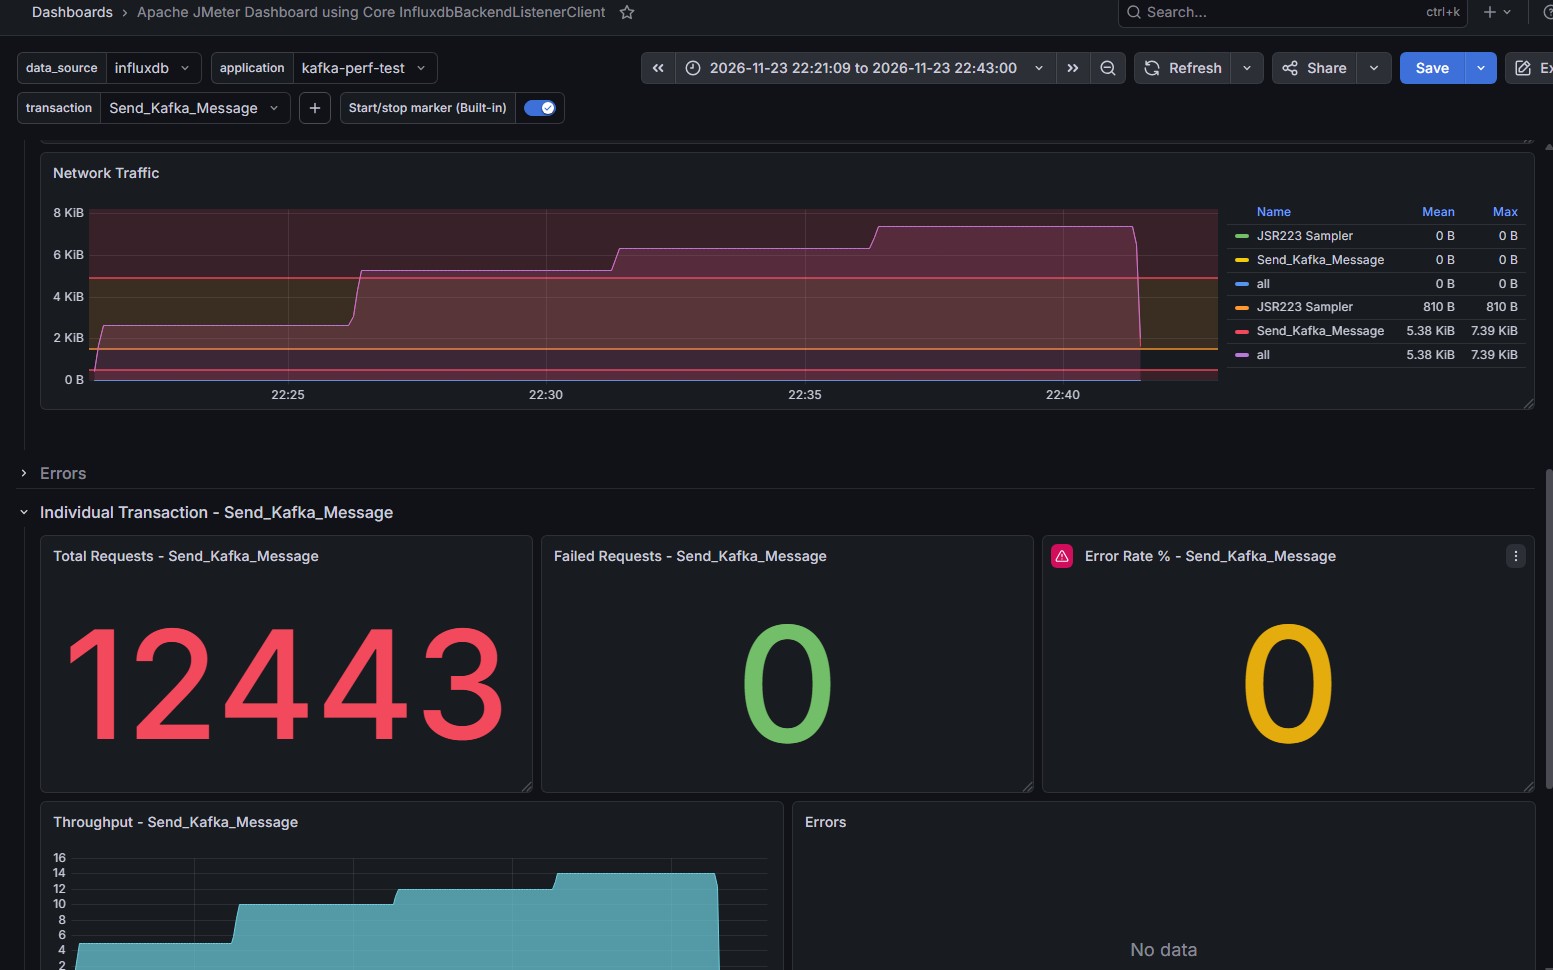 Dashboards › Apache JMeter Dashboard using Core InfluxdbBackendListenerClient
Search... ctrl+k
data_source influxdb application kafka-perf-test
2026-11-23 22:21:09 to 2026-11-23 22:43:00 Refresh Share Save
transaction Send_Kafka_Message + Start/stop marker (Built-in)
Network Traffic
8 KiB
6 KiB
4 KiB
2 KiB
0 B
22:25 22:30 22:35 22:40
Name Mean Max
JSR223 Sampler 0 B 0 B
Send_Kafka_Message 0 B 0 B
all 0 B 0 B
JSR223 Sampler 810 B 810 B
Send_Kafka_Message 5.38 KiB 7.39 KiB
all 5.38 KiB 7.39 KiB
Errors
Individual Transaction - Send_Kafka_Message
Total Requests - Send_Kafka_Message
12443
Failed Requests - Send_Kafka_Message
0
Error Rate % - Send_Kafka_Message
0
Throughput - Send_Kafka_Message
16
14
12
10
8
6
4
2
Errors
No data